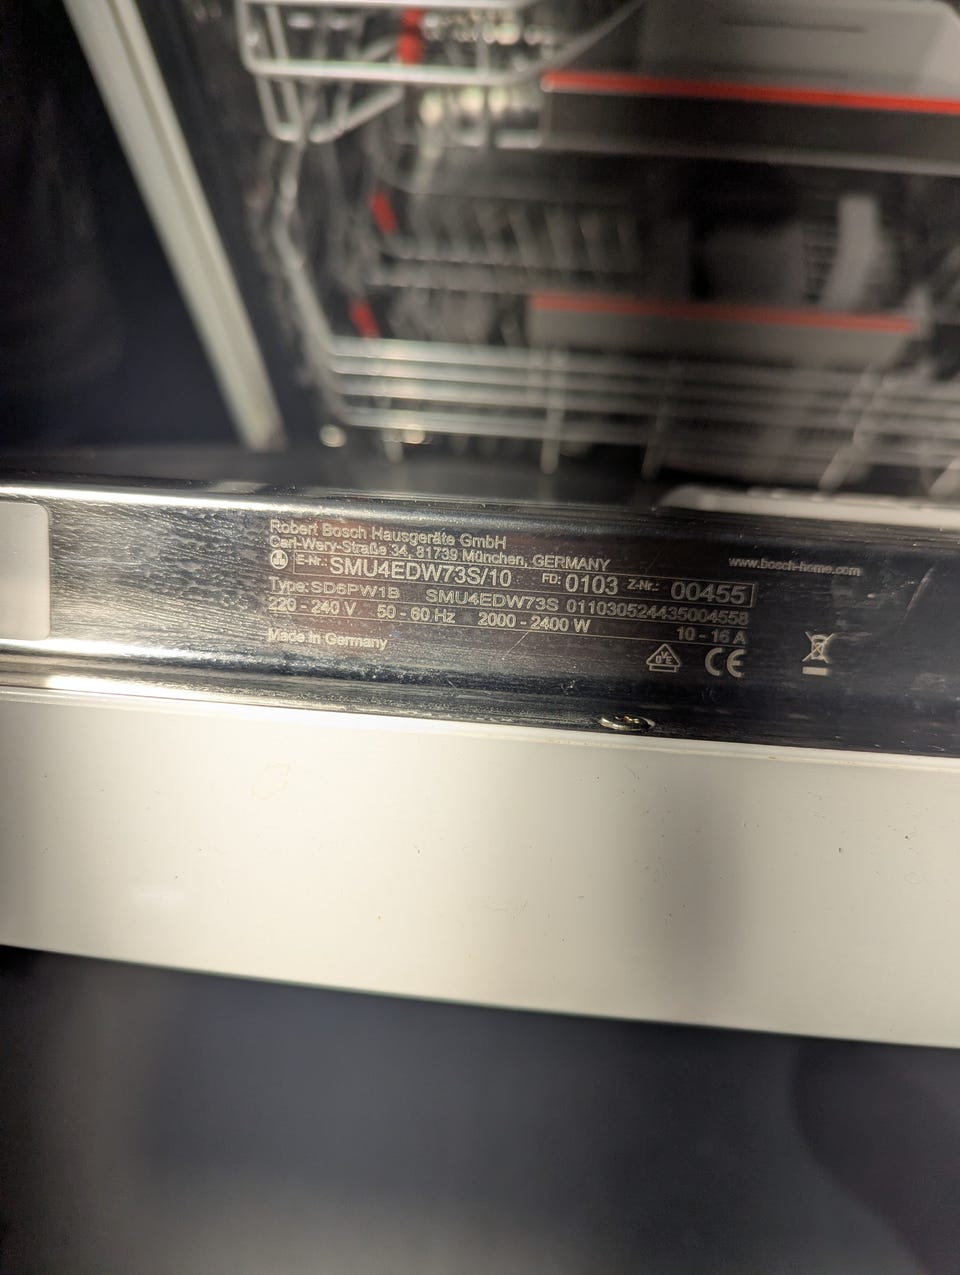 Robert Bosch Hausgeräte GmbH
Carl-Wery-Straße 34, 81739 München, GERMANY
www.bosch-home.com
E-Nr.: SMU4EDW73S/10 FD: 0103 Z-Nr.: 00455
Type: SD6PW1B SMU4EDW73S 011030524435004558
220 - 240 V 50 - 60 Hz 2000 - 2400 W 10 - 16 A
Made in Germany
DVE CE